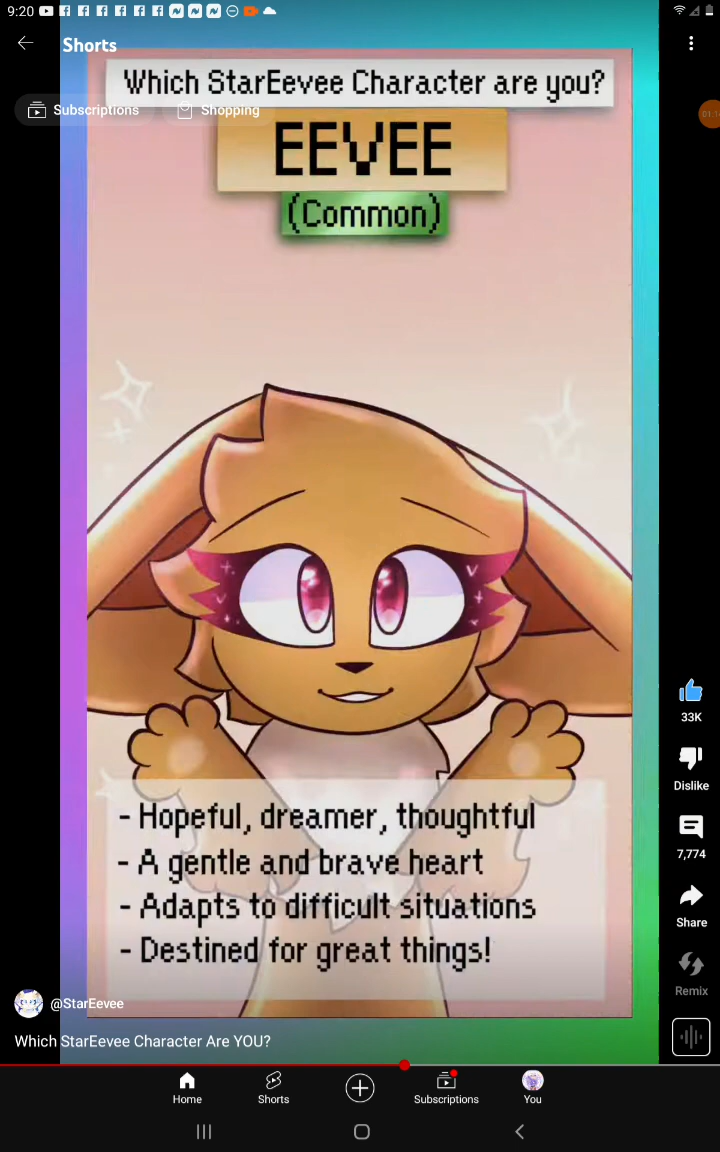 9:20
Shorts
Which StarEevee Character are you?
Subscriptions
Shopping
EEVEE
(Common)
33K
Dislike
7,774
Share
Remix
- Hopeful, dreamer, thoughtful
- A gentle and brave heart
- Adapts to difficult situations
- Destined for great things!
@StarEevee
Which StarEevee Character Are YOU?
Home
Shorts
Subscriptions
You